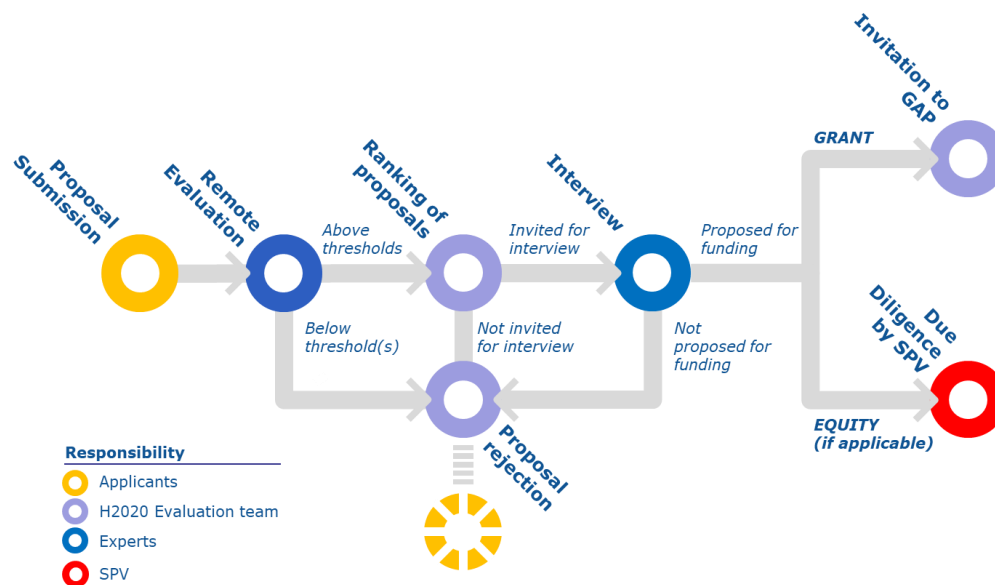 Proposal
Submission
Remote
Evaluation
Above
thresholds
Below
threshold(s)
Ranking of
proposals
Invited for
interview
Not invited
for interview
Interview
Proposed for
funding
Not
proposed for
funding
GRANT
Invitation to
GAP
EQUITY
(if applicable)
Due
Diligence
by SPV
Proposal
rejection
Responsibility
Applicants
H2020 Evaluation team
Experts
SPV